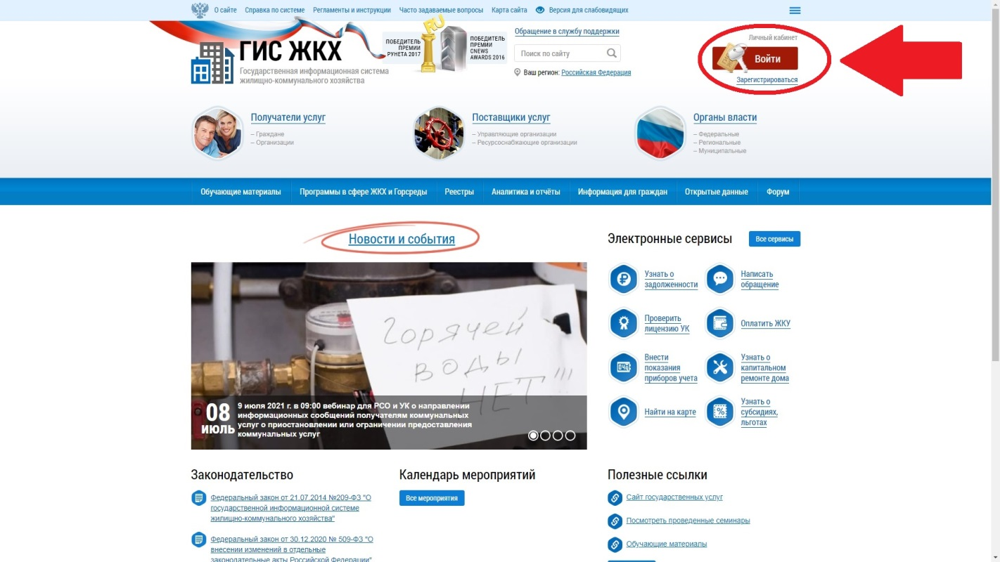 О сайте Справка по системе Регламенты и инструкции Часто задаваемые вопросы Карта сайта Версия для слабовидящих
ГИС ЖКХ
Государственная информационная система
жилищно-коммунального хозяйства
ПОБЕДИТЕЛЬ
ПРЕМИИ
РУНЕТА 2017
RU
ПОБЕДИТЕЛЬ
ПРЕМИИ
CNEWS
AWARDS 2016
Обращение в службу поддержки
Поиск по сайту
Ваш регион: Российская Федерация
Личный кабинет
Войти
Зарегистрироваться
Получатели услуг
– Граждане
– Организации
Поставщики услуг
– Управляющие организации
– Ресурсоснабжающие организации
Органы власти
– Федеральные
– Региональные
– Муниципальные
Обучающие материалы Программы в сфере ЖКХ и Горсреды Реестры Аналитика и отчёты Информация для граждан Открытые данные Форум
Новости и события
Горячей
воды
НЕТ!!!
08
июль
9 июля 2021 г. в 09:00 вебинар для РСО и УК о направлении
информационных сообщений получателям коммунальных
услуг о приостановлении или ограничении предоставления
коммунальных услуг
Электронные сервисы
Все сервисы
Узнать о
задолженности
Написать
обращение
Проверить
лицензию УК
Оплатить ЖКУ
Внести
показания
приборов учета
Узнать о
капитальном
ремонте дома
Найти на карте
Узнать о
субсидиях,
льготах
Законодательство
Федеральный закон от 21.07.2014 №209-ФЗ "О
государственной информационной системе
жилищно-коммунального хозяйства"
Федеральный закон от 30.12.2020 № 509-ФЗ "О
внесении изменений в отдельные
законодательные акты Российской Федерации"
Календарь мероприятий
Все мероприятия
Полезные ссылки
Сайт государственных услуг
Посмотреть проведенные семинары
Обучающие материалы